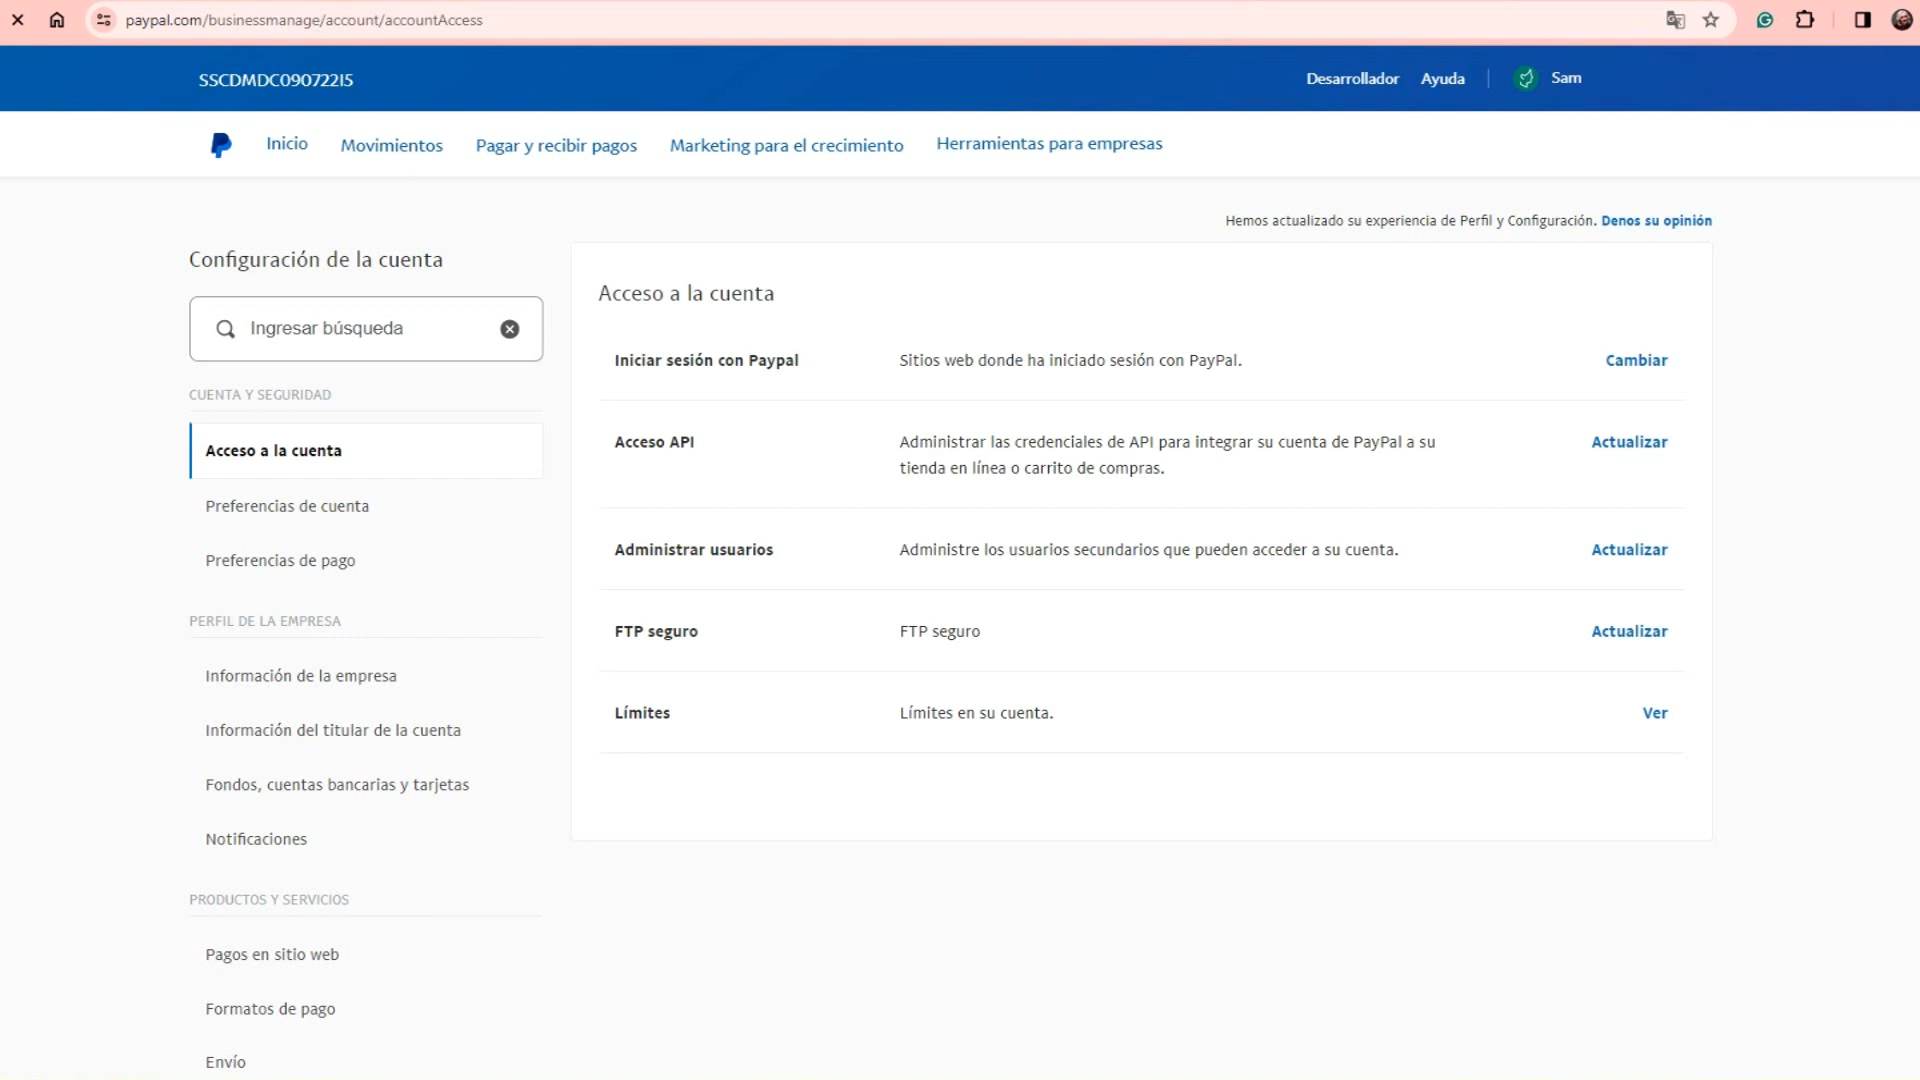 paypal.com/businessmanage/account/accountAccess
SSCDMDC09072215
Desarrollador
Ayuda
Sam
Inicio
Movimientos
Pagar y recibir pagos
Marketing para el crecimiento
Herramientas para empresas
Hemos actualizado su experiencia de Perfil y Configuración. Denos su opinión
Configuración de la cuenta
Ingresar búsqueda
CUENTA Y SEGURIDAD
Acceso a la cuenta
Preferencias de cuenta
Preferencias de pago
PERFIL DE LA EMPRESA
Información de la empresa
Información del titular de la cuenta
Fondos, cuentas bancarias y tarjetas
Notificaciones
PRODUCTOS Y SERVICIOS
Pagos en sitio web
Formatos de pago
Envío
Acceso a la cuenta
Iniciar sesión con Paypal
Sitios web donde ha iniciado sesión con PayPal.
Cambiar
Acceso API
Administrar las credenciales de API para integrar su cuenta de PayPal a su
tienda en línea o carrito de compras.
Actualizar
Administrar usuarios
Administre los usuarios secundarios que pueden acceder a su cuenta.
Actualizar
FTP seguro
FTP seguro
Actualizar
Límites
Límites en su cuenta.
Ver